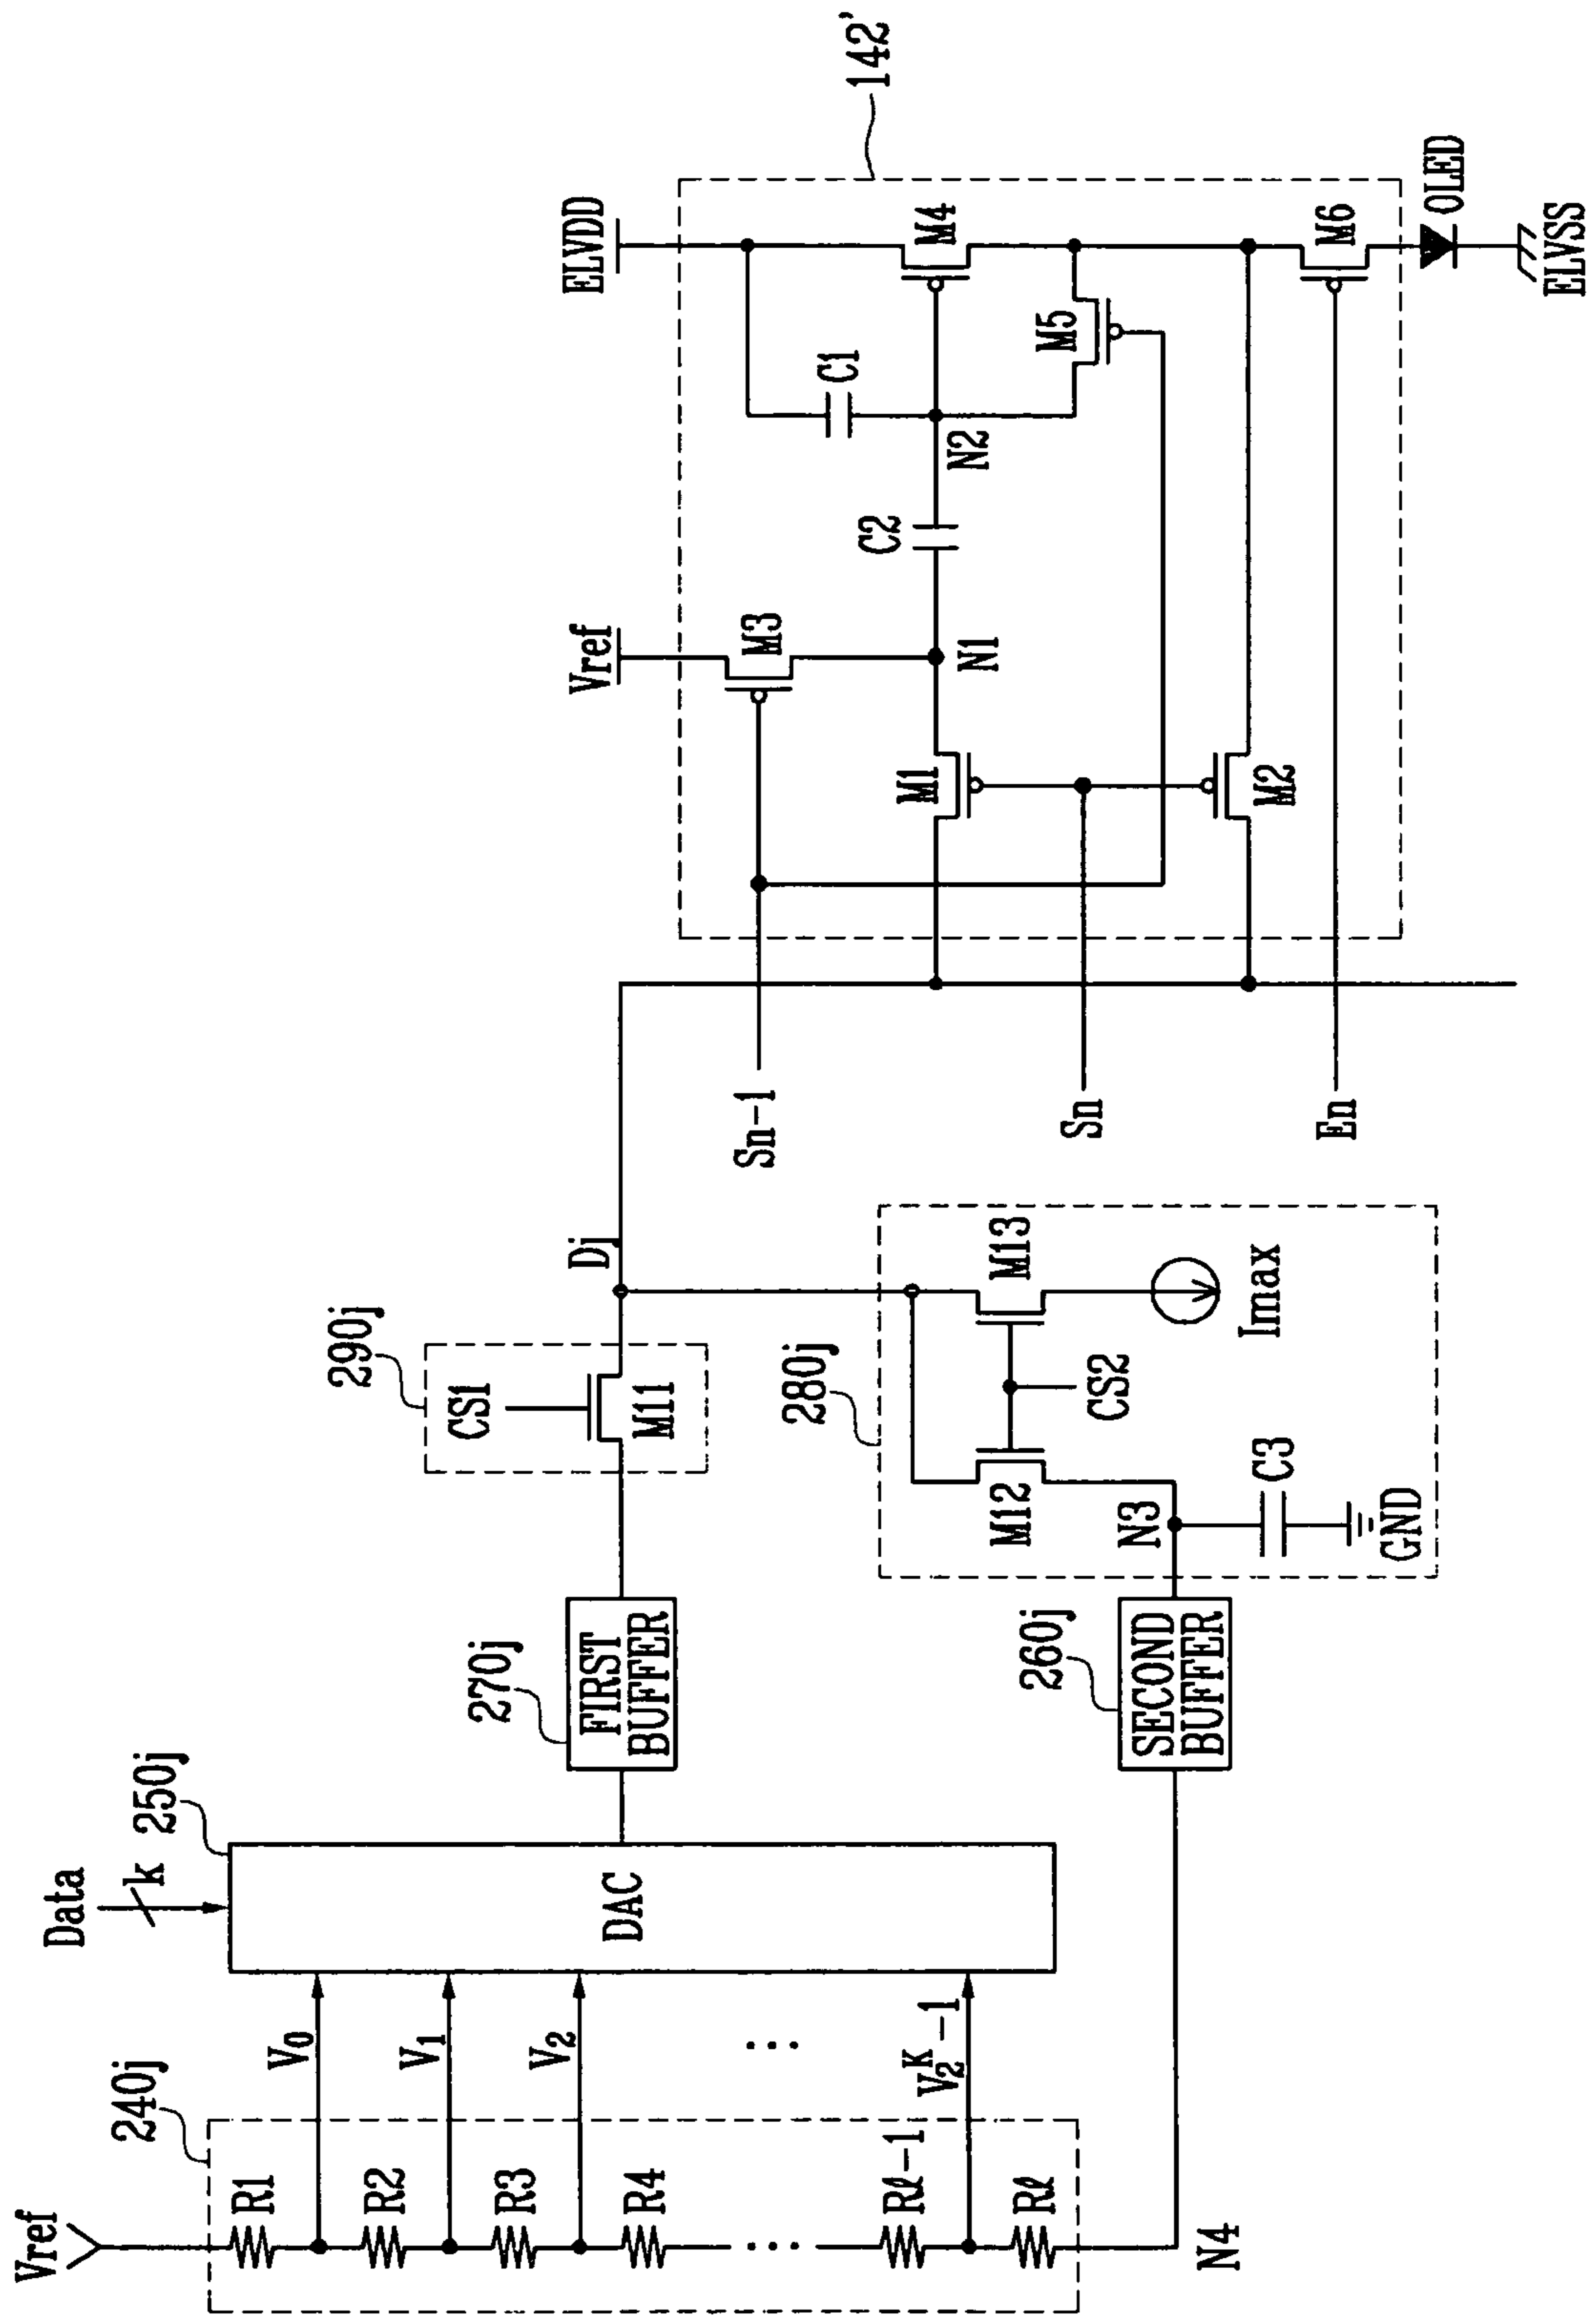 Vref
240j
R1
R2
R3
R4
...
Rℓ-1
Rℓ
N4
V0
V1
V2
...
V2^K-1
Data
k
250j
DAC
270j
FIRST
BUFFER
260j
SECOND
BUFFER
290j
CS1
M11
Dj
280j
M12
M13
CS2
N3
C3
GND
Imax
Sn-1
Sn
En
142'
Vref
M3
M1
N1
M2
C2
N2
C1
M5
ELVDD
M4
M6
OLED
ELVSS